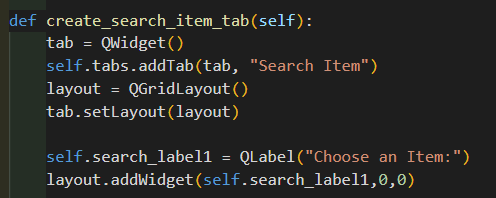 def create_search_item_tab(self):
    tab = QWidget()
    self.tabs.addTab(tab, "Search Item")
    layout = QGridLayout()
    tab.setLayout(layout)

    self.search_label1 = QLabel("Choose an Item:")
    layout.addWidget(self.search_label1,0,0)